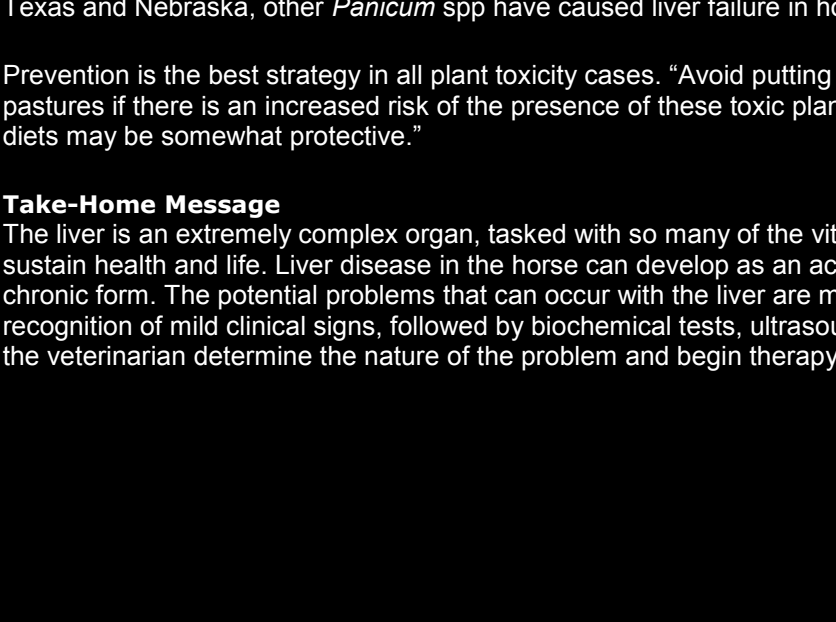 Texas and Nebraska, other Panicum spp have caused liver failure in
Prevention is the best strategy in all plant toxicity cases. “Avoid putting
pastures if there is an increased risk of the presence of these toxic
diets may be somewhat protective.”
Take-Home Message
The liver is an extremely complex organ, tasked with so many of the
sustain health and life. Liver disease in the horse can develop as an
chronic form. The potential problems that can occur with the liver are
recognition of mild clinical signs, followed by biochemical tests,
the veterinarian determine the nature of the problem and begin therapy